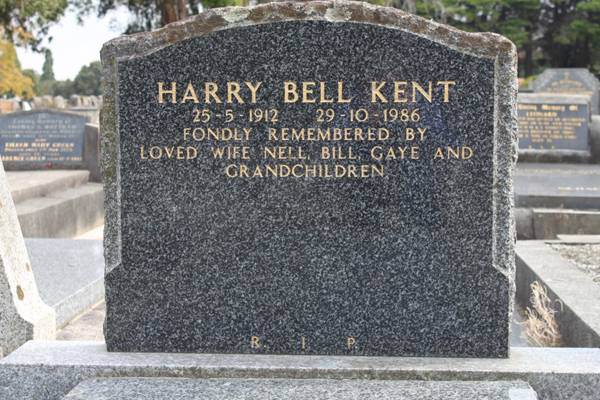 HARRY BELL KENT
25-5-1912 29-10-1986
FONDLY REMEMBERED BY
LOVED WIFE NELL, BILL, GAYE AND
GRANDCHILDREN
R. I. P.